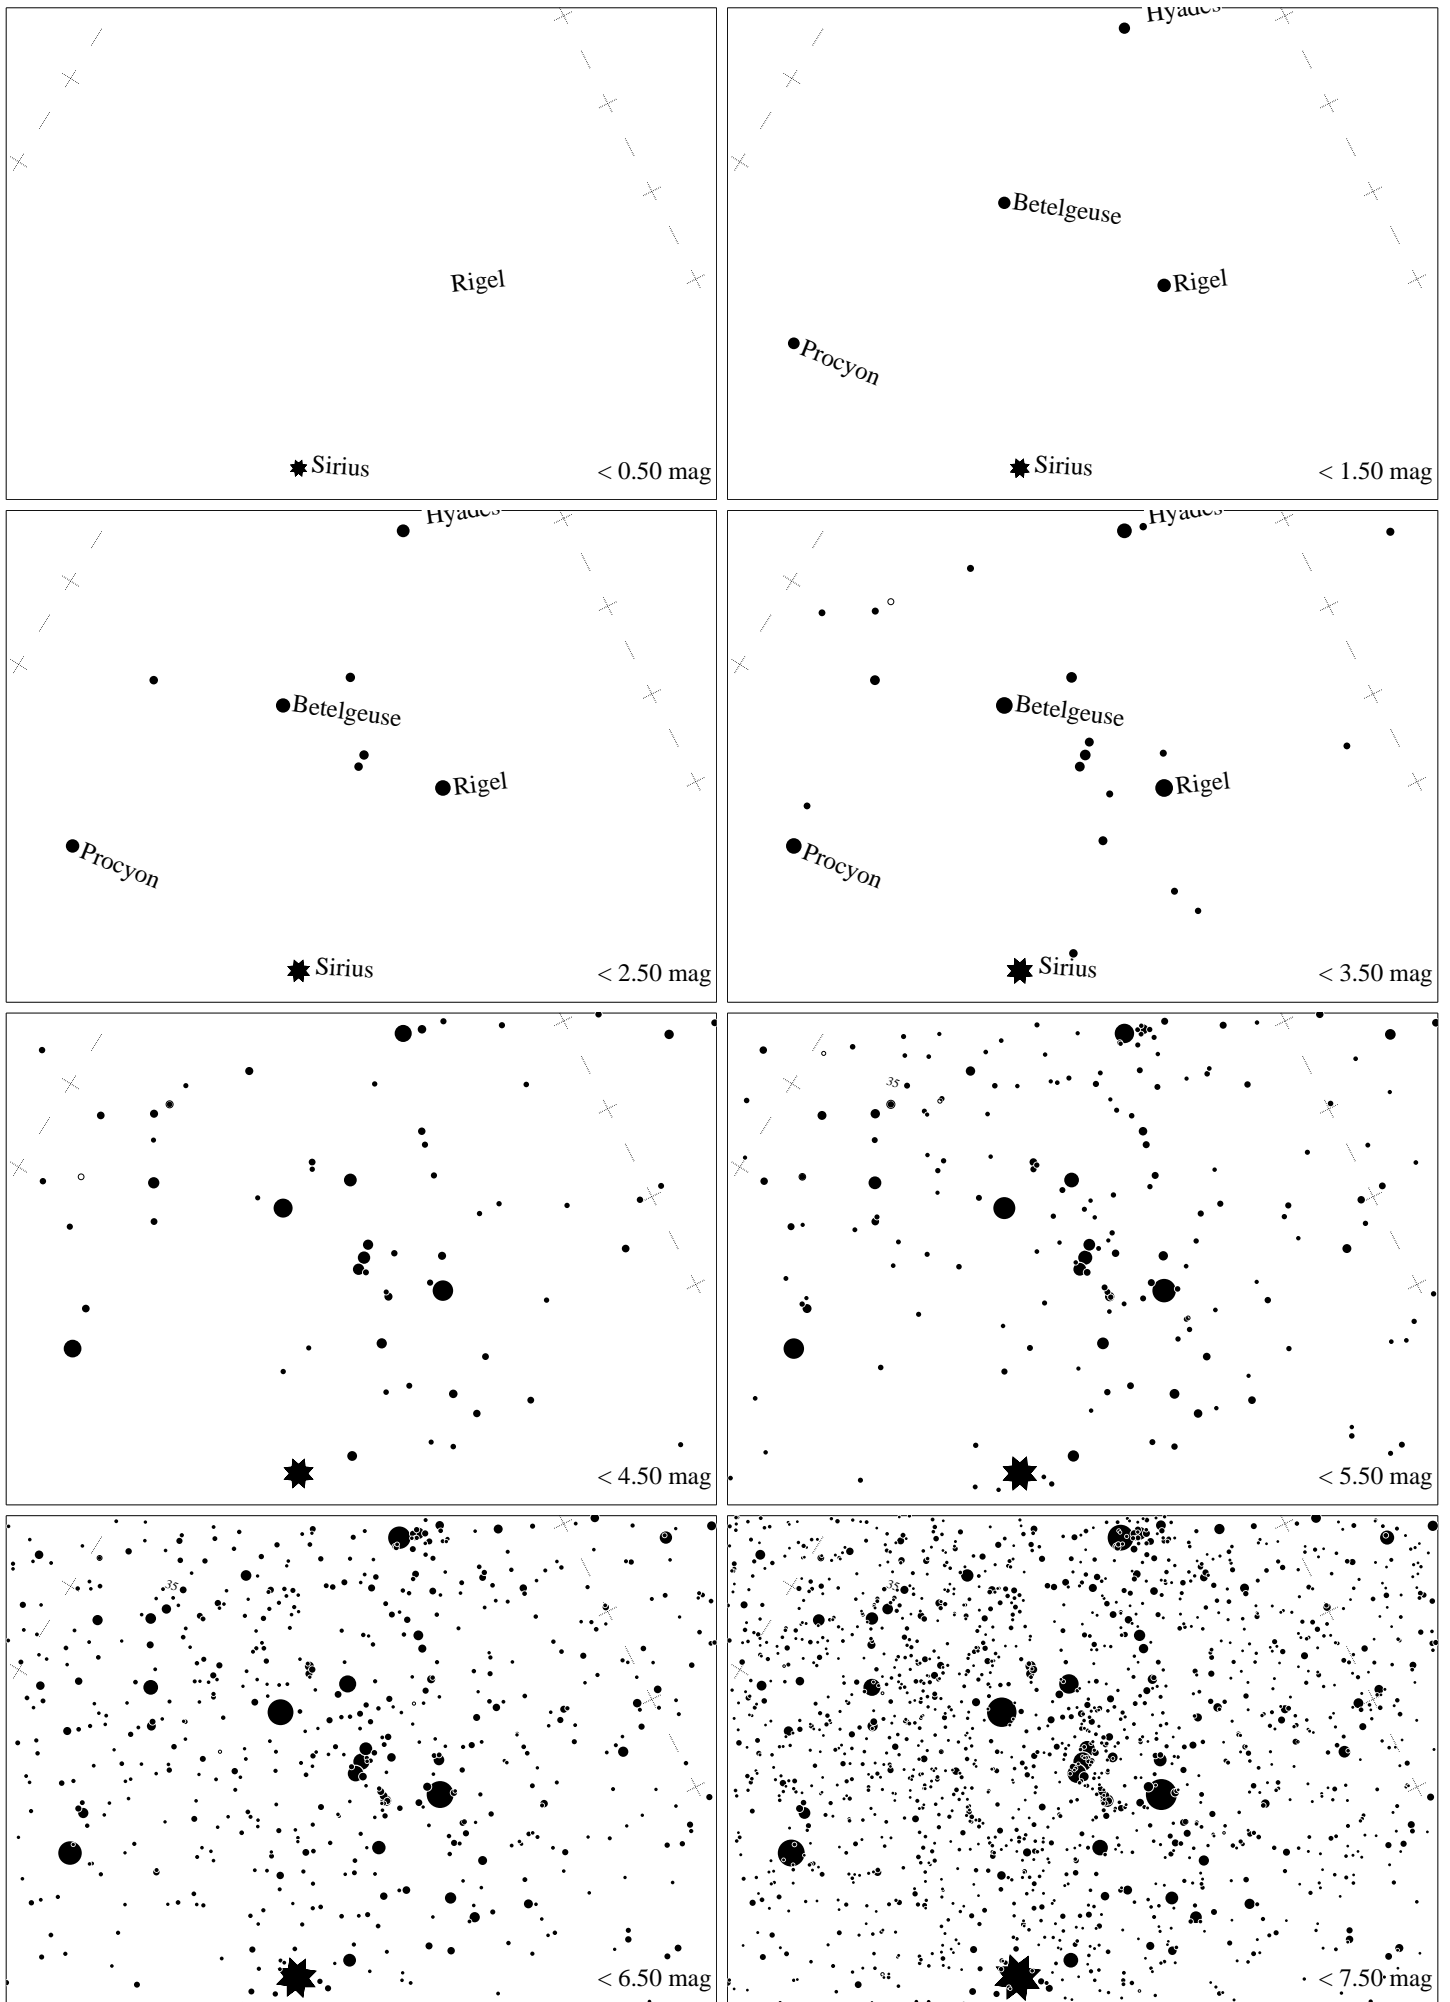 Rigel
Sirius
< 0.50 mag
Hyades
Betelgeuse
Rigel
Procyon
Sirius
< 1.50 mag
Hyades
Betelgeuse
Rigel
Procyon
Sirius
< 2.50 mag
Hyades
Betelgeuse
Rigel
Procyon
Sirius
< 3.50 mag
< 4.50 mag
35
< 5.50 mag
35
< 6.50 mag
35
< 7.50 mag